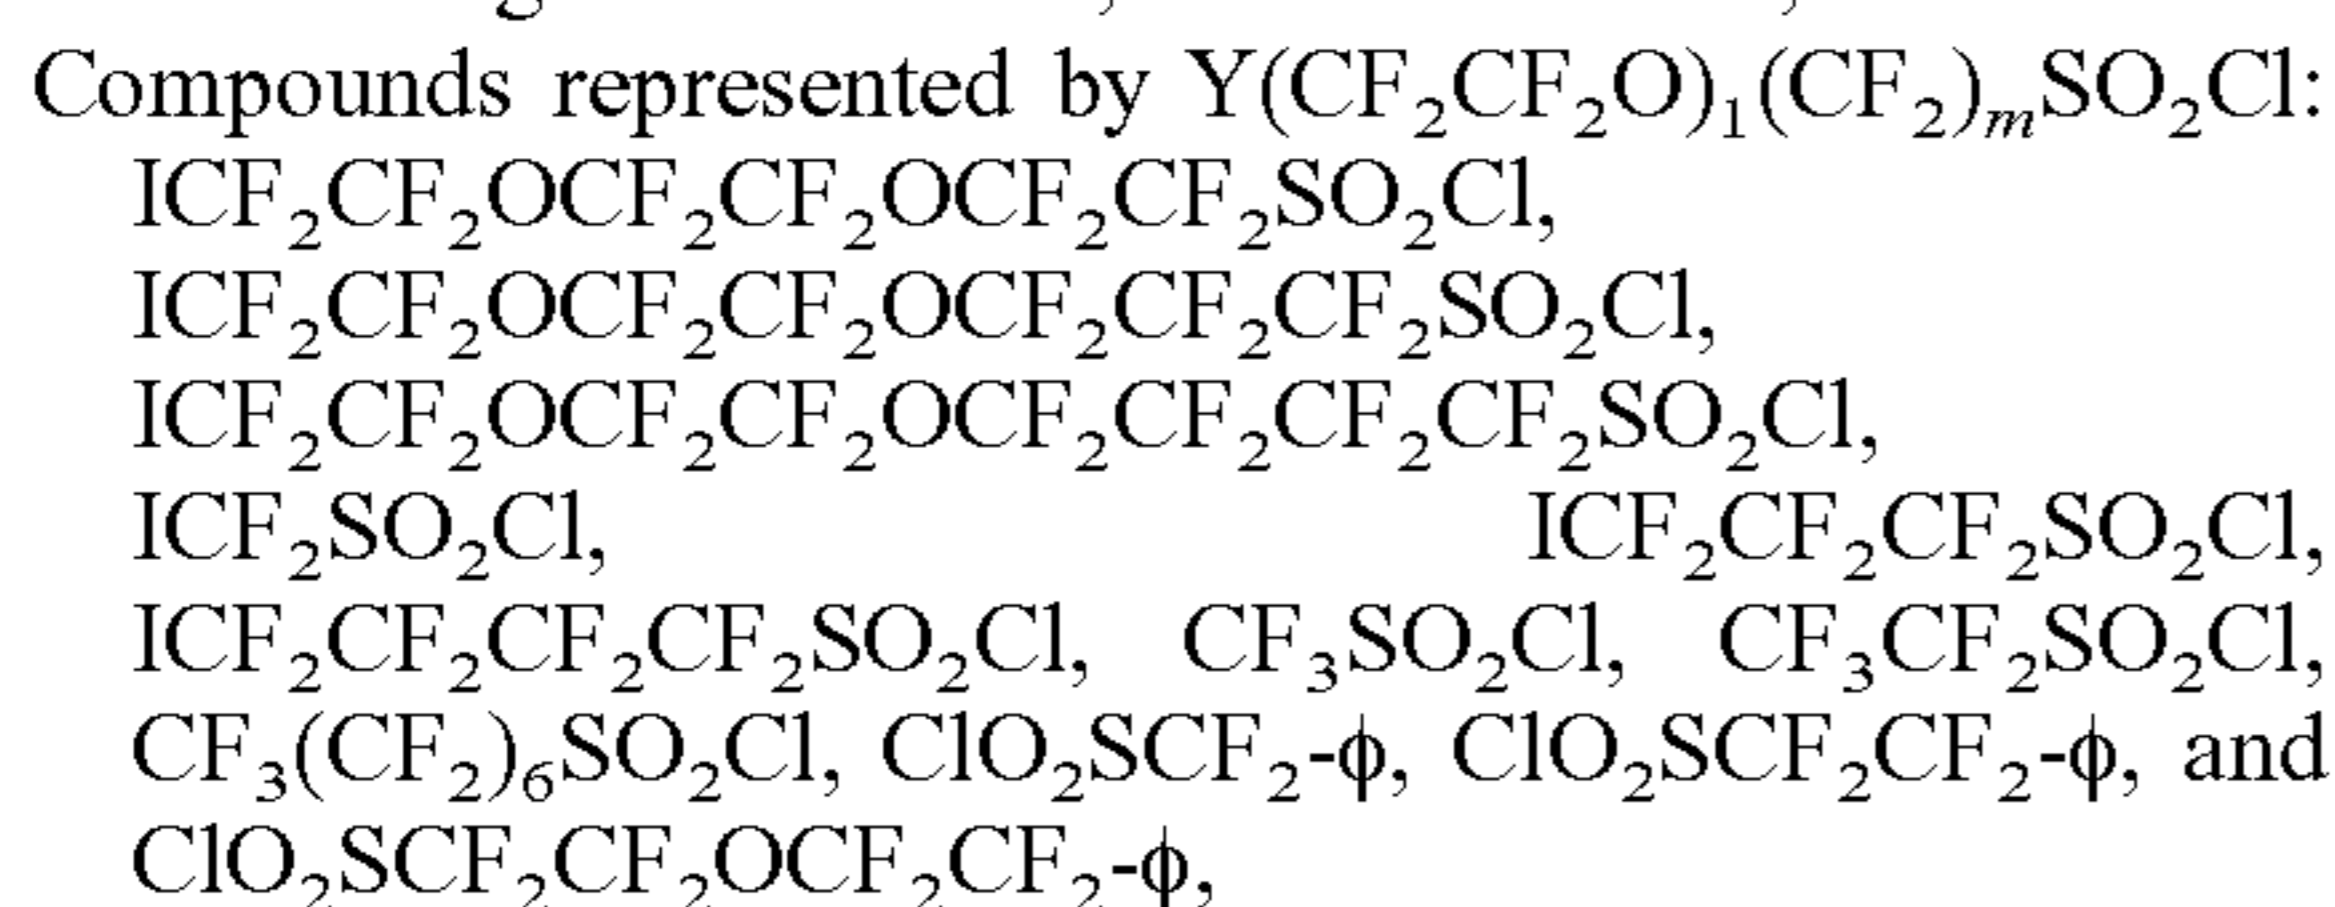 Compounds represented by Y(CF₂CF₂O)₁(CF₂)ₘSO₂Cl:
ICF₂CF₂OCF₂CF₂OCF₂CF₂SO₂Cl,
ICF₂CF₂OCF₂CF₂OCF₂CF₂CF₂SO₂Cl,
ICF₂CF₂OCF₂CF₂OCF₂CF₂CF₂CF₂SO₂Cl,
ICF₂SO₂Cl, ICF₂CF₂CF₂SO₂Cl,
ICF₂CF₂CF₂CF₂SO₂Cl, CF₃SO₂Cl, CF₃CF₂SO₂Cl,
CF₃(CF₂)₆SO₂Cl, ClO₂SCF₂-ϕ, ClO₂SCF₂CF₂-ϕ, and
ClO₂SCF₂CF₂OCF₂CF₂-ϕ,